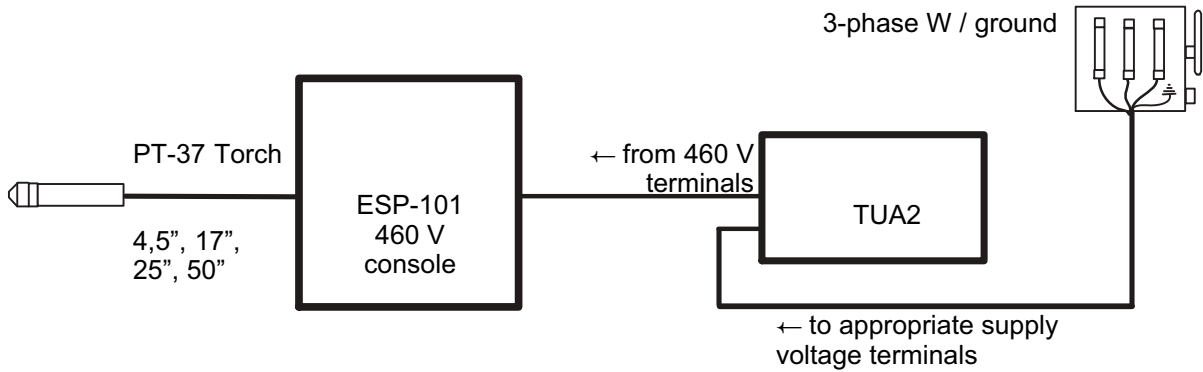 3-phase W / ground
PT-37 Torch
4,5”, 17”,
25”, 50”
ESP-101
460 V
console
← from 460 V
terminals
TUA2
← to appropriate supply
voltage terminals